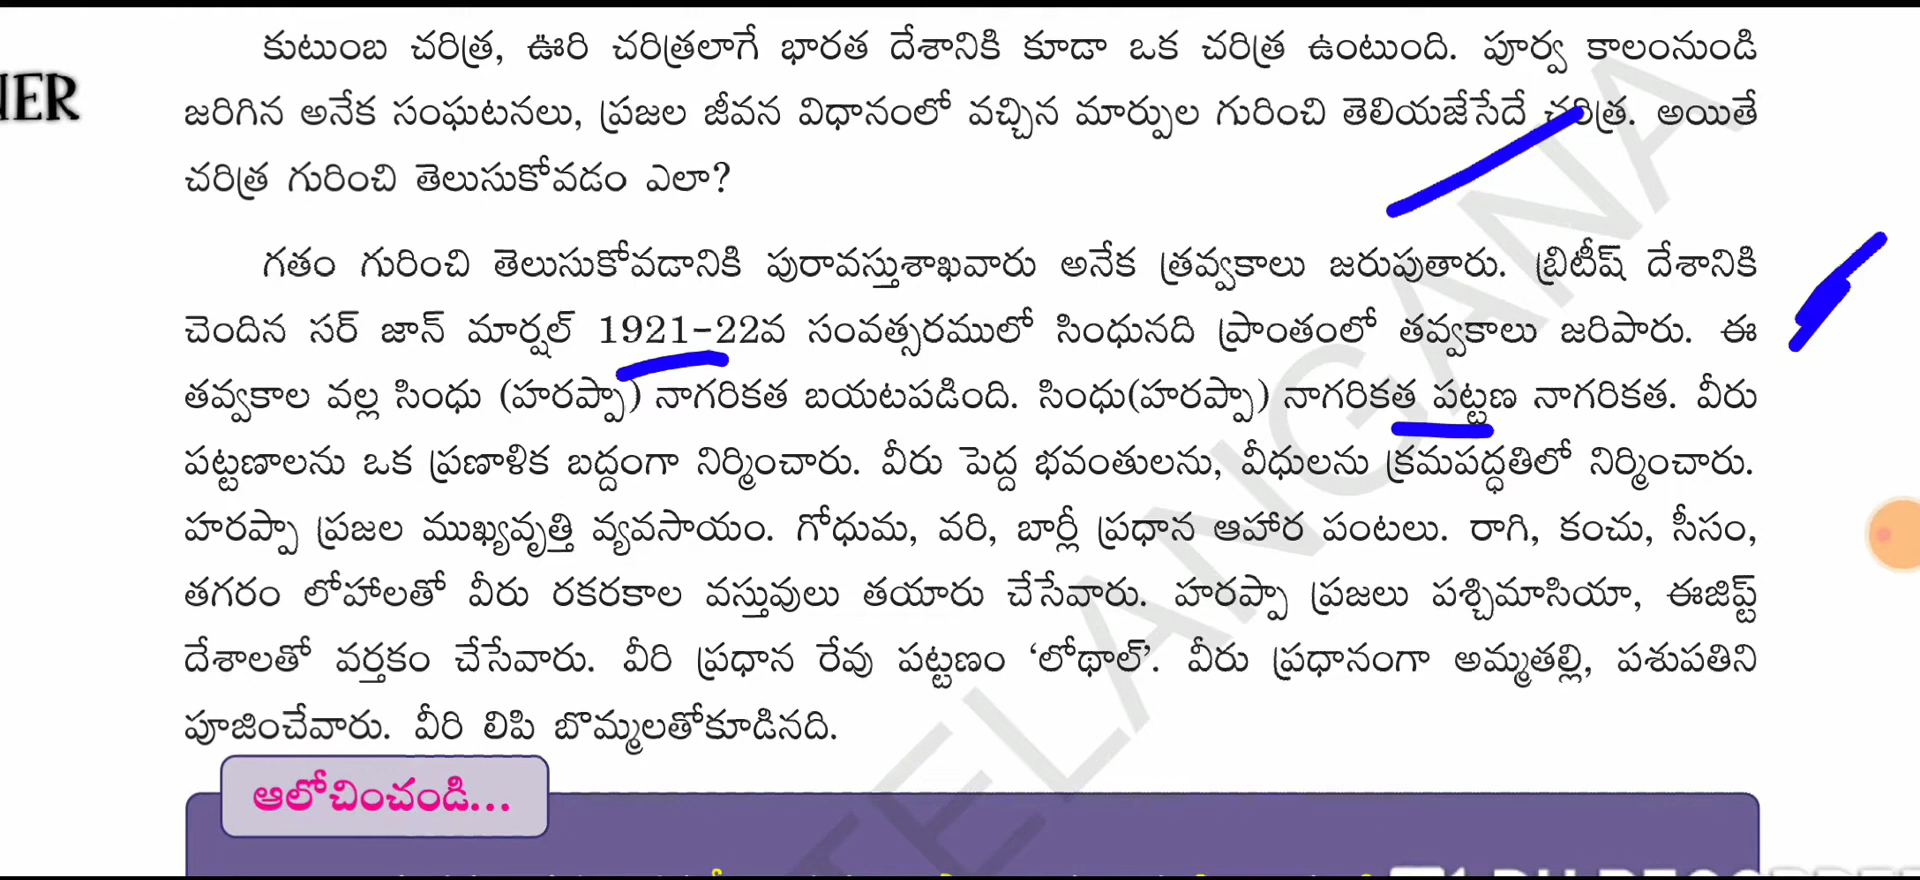 కుటుంబ చరిత్ర, ఊరి చరిత్రలాగే భారత దేశానికి కూడా ఒక చరిత్ర ఉంటుంది. పూర్వ కాలంనుండి
NER
జరిగిన అనేక సంఘటనలు, ప్రజల జీవన విధానంలో వచ్చిన మార్పుల గురించి తెలియజేసేదే చరిత్ర. అయితే
చరిత్ర గురించి తెలుసుకోవడం ఎలా?
గతం గురించి తెలుసుకోవడానికి పురావస్తుశాఖవారు అనేక త్రవ్వకాలు జరుపుతారు. బ్రిటీష్ దేశానికి
చెందిన సర్ జాన్ మార్షల్ 1921-22వ సంవత్సరములో సింధునది ప్రాంతంలో తవ్వకాలు జరిపారు. ఈ
తవ్వకాల వల్ల సింధు (హరప్పా) నాగరికత బయటపడింది. సింధు(హరప్పా) నాగరికత పట్టణ నాగరికత. వీరు
పట్టణాలను ఒక ప్రణాళిక బద్దంగా నిర్మించారు. వీరు పెద్ద భవంతులను, వీధులను క్రమపద్ధతిలో నిర్మించారు.
హరప్పా ప్రజల ముఖ్యవృత్తి వ్యవసాయం. గోధుమ, వరి, బార్లీ ప్రధాన ఆహార పంటలు. రాగి, కంచు, సీసం,
తగరం లోహాలతో వీరు రకరకాల వస్తువులు తయారు చేసేవారు. హరప్పా ప్రజలు పశ్చిమాసియా, ఈజిప్ట్
దేశాలతో వర్తకం చేసేవారు. వీరి ప్రధాన రేవు పట్టణం ‘లోథాల్’. వీరు ప్రధానంగా అమ్మతల్లి, పశుపతిని
పూజించేవారు. వీరి లిపి బొమ్మలతోకూడినది.
TELANGANA
ఆలోచించండి...